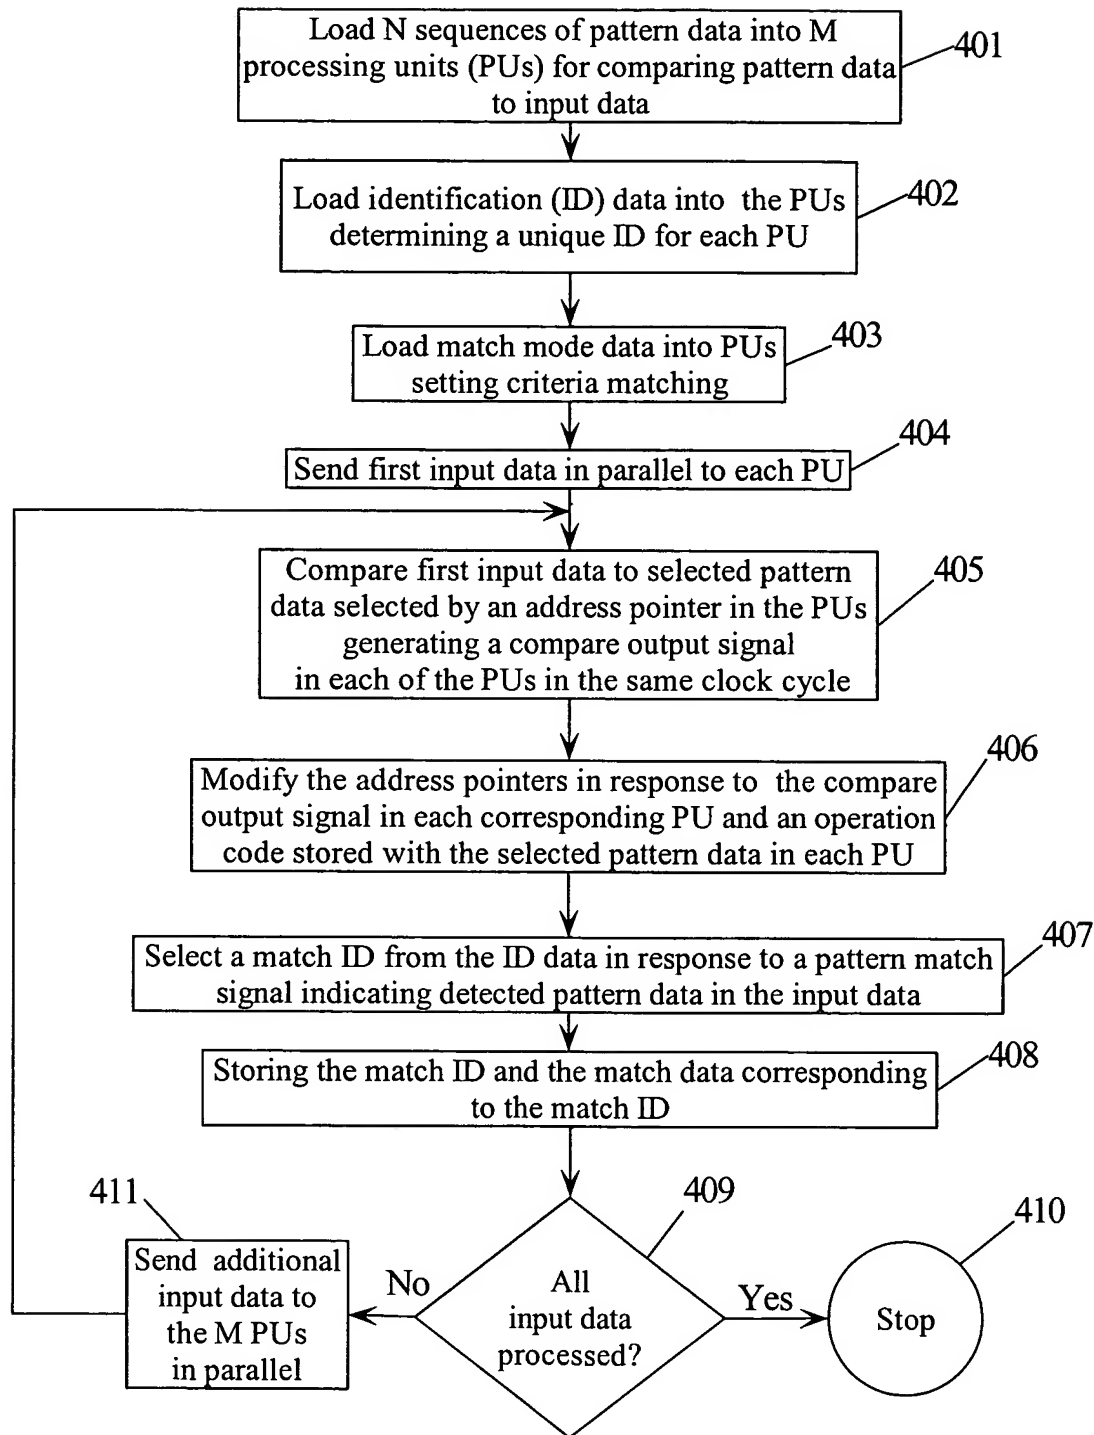 Load N sequences of pattern data into M
processing units (PUs) for comparing pattern data
to input data
401
Load identification (ID) data into the PUs
determining a unique ID for each PU
402
Load match mode data into PUs
setting criteria matching
403
404
Send first input data in parallel to each PU
Compare first input data to selected pattern
data selected by an address pointer in the PUs
generating a compare output signal
in each of the PUs in the same clock cycle
405
406
Modify the address pointers in response to the compare
output signal in each corresponding PU and an operation
code stored with the selected pattern data in each PU
407
Select a match ID from the ID data in response to a pattern match
signal indicating detected pattern data in the input data
408
Storing the match ID and the match data corresponding
to the match ID
409
All
input data
processed?
Yes
410
Stop
No
411
Send additional
input data to
the M PUs
in parallel